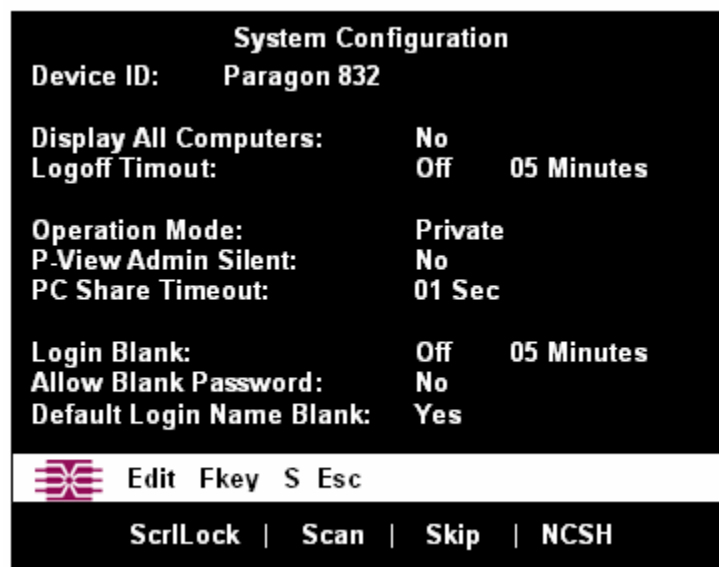 System Configuration
Device ID: Paragon 832
Display All Computers: No
Logoff Timout: Off 05 Minutes
Operation Mode: Private
P-View Admin Silent: No
PC Share Timeout: 01 Sec
Login Blank: Off 05 Minutes
Allow Blank Password: No
Default Login Name Blank: Yes
Edit Fkey S Esc
ScrlLock | Scan | Skip | NCSH